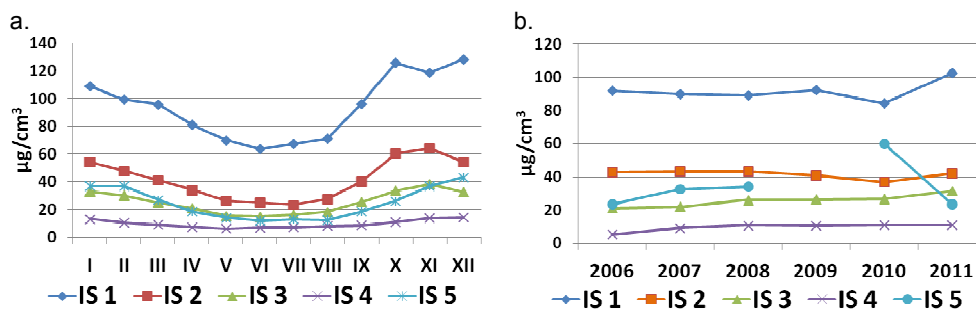 a.
140
120
100
80
60
40
20
0
µg/cm³
I II III IV V VI VII VIII IX X XI XII
IS 1 IS 2 IS 3 IS 4 IS 5
b.
120
100
80
60
40
20
0
µg/cm³
2006 2007 2008 2009 2010 2011
IS 1 IS 2 IS 3 IS 4 IS 5